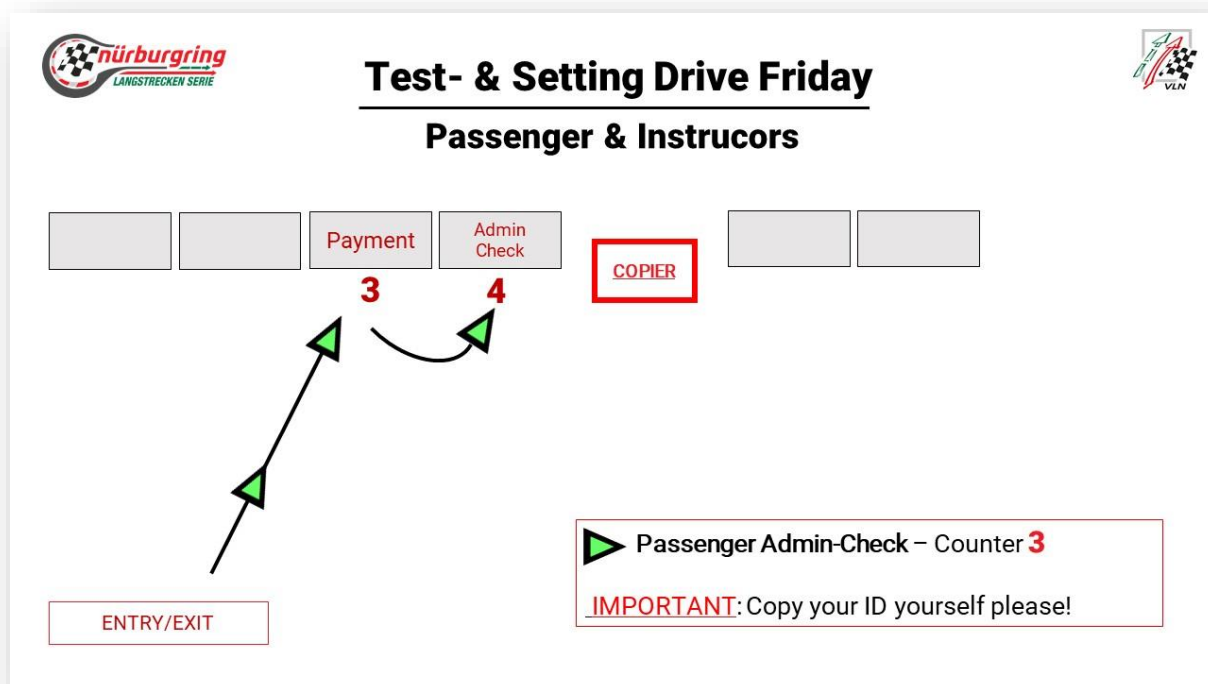 nürburgring
LANGSTRECKEN SERIE
Test- & Setting Drive Friday
VLN
Passenger & Instrucors
Payment
Admin
Check
COPIER
3
4
Passenger Admin-Check – Counter 3
IMPORTANT: Copy your ID yourself please!
ENTRY/EXIT